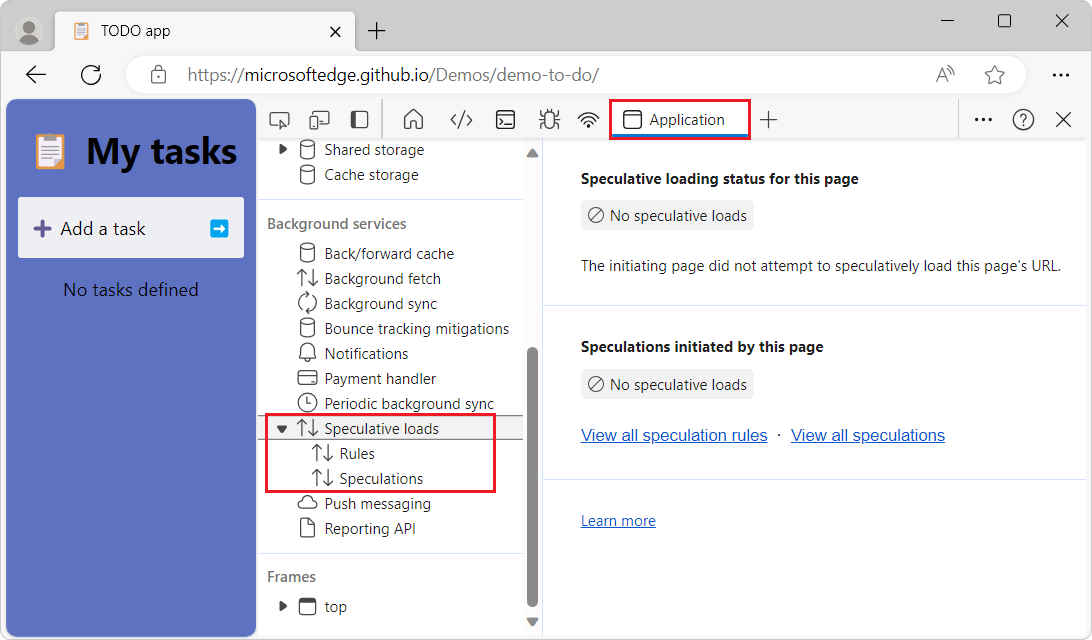 TODO app
https://microsoftedge.github.io/Demos/demo-to-do/
My tasks
Add a task
No tasks defined
Application
Shared storage
Cache storage
Background services
Back/forward cache
Background fetch
Background sync
Bounce tracking mitigations
Notifications
Payment handler
Periodic background sync
Speculative loads
Rules
Speculations
Push messaging
Reporting API
Frames
top
Speculative loading status for this page
No speculative loads
The initiating page did not attempt to speculatively load this page's URL.
Speculations initiated by this page
No speculative loads
View all speculation rules · View all speculations
Learn more